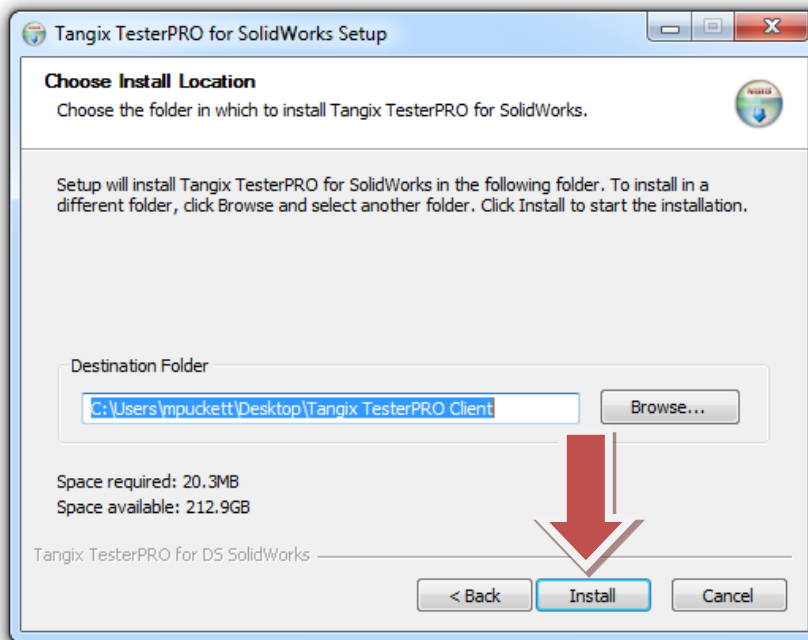 Tangix TesterPRO for SolidWorks Setup
Choose Install Location
Choose the folder in which to install Tangix TesterPRO for SolidWorks.
Setup will install Tangix TesterPRO for SolidWorks in the following folder. To install in a
different folder, click Browse and select another folder. Click Install to start the installation.
Destination Folder
C:\Users\mpuckett\Desktop\Tangix TesterPRO Client
Browse...
Space required: 20.3MB
Space available: 212.9GB
Tangix TesterPRO for DS SolidWorks
< Back
Install
Cancel